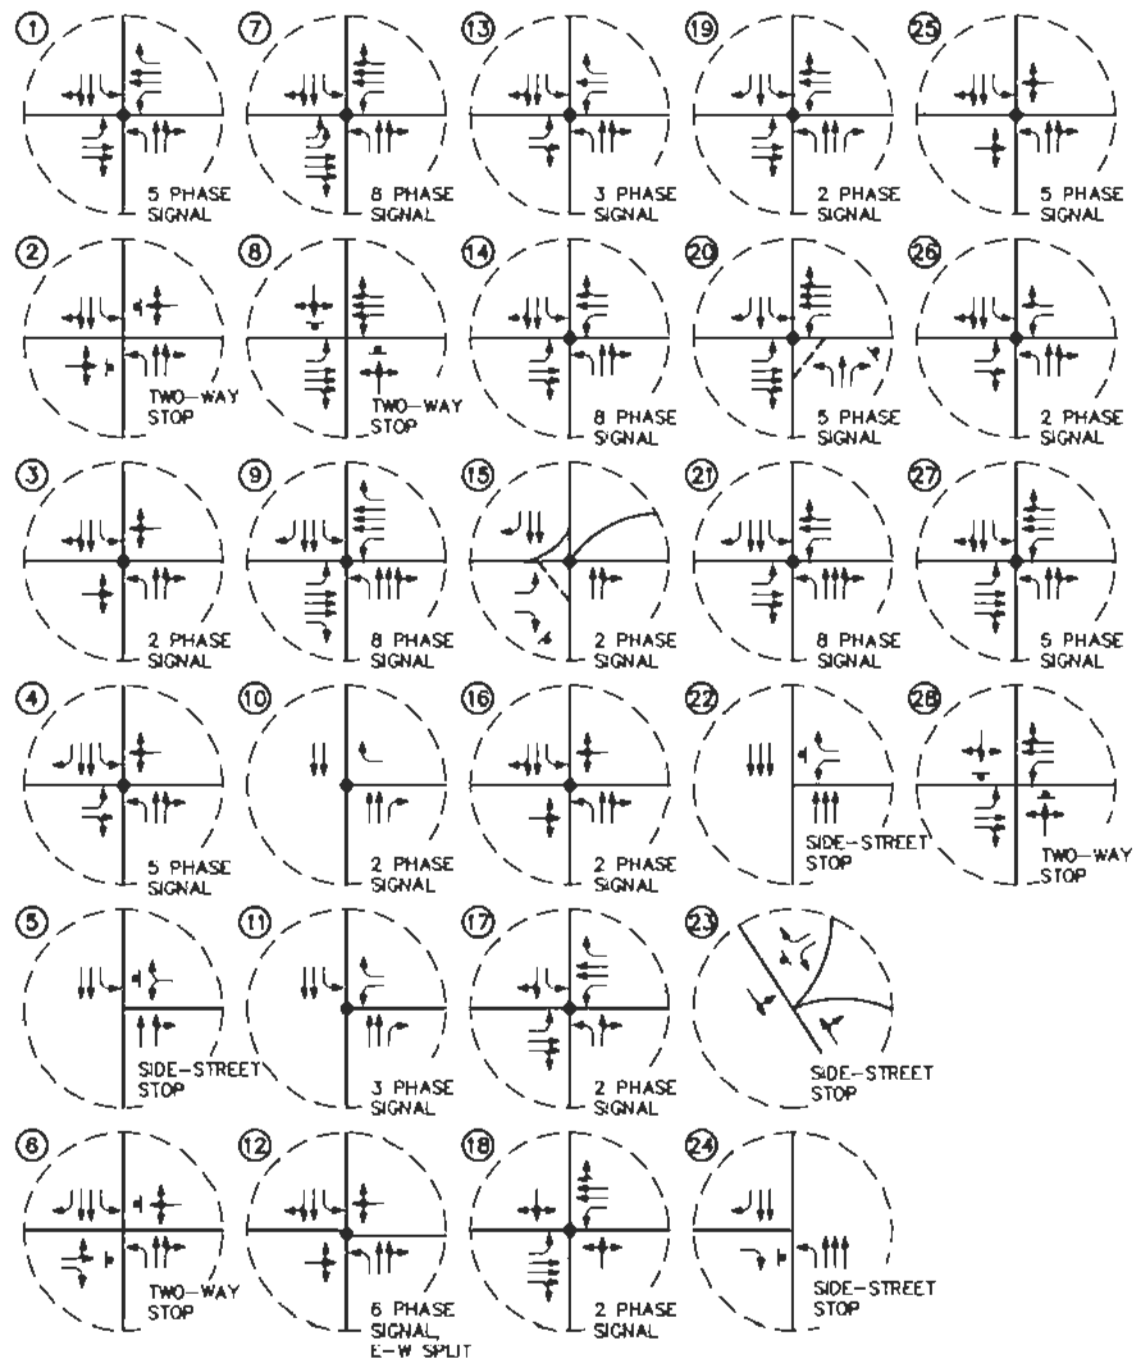 1
5 PHASE
SIGNAL
7
8 PHASE
SIGNAL
13
3 PHASE
SIGNAL
19
2 PHASE
SIGNAL
25
5 PHASE
SIGNAL
2
TWO-WAY
STOP
8
TWO-WAY
STOP
14
8 PHASE
SIGNAL
20
5 PHASE
SIGNAL
26
2 PHASE
SIGNAL
3
2 PHASE
SIGNAL
9
8 PHASE
SIGNAL
15
2 PHASE
SIGNAL
21
8 PHASE
SIGNAL
27
5 PHASE
SIGNAL
4
5 PHASE
SIGNAL
10
2 PHASE
SIGNAL
16
2 PHASE
SIGNAL
22
SIDE-STREET
STOP
28
TWO-WAY
STOP
5
SIDE-STREET
STOP
11
3 PHASE
SIGNAL
17
2 PHASE
SIGNAL
23
SIDE-STREET
STOP
6
TWO-WAY
STOP
12
6 PHASE
SIGNAL,
E-W SPLIT
18
2 PHASE
SIGNAL
24
SIDE-STREET
STOP